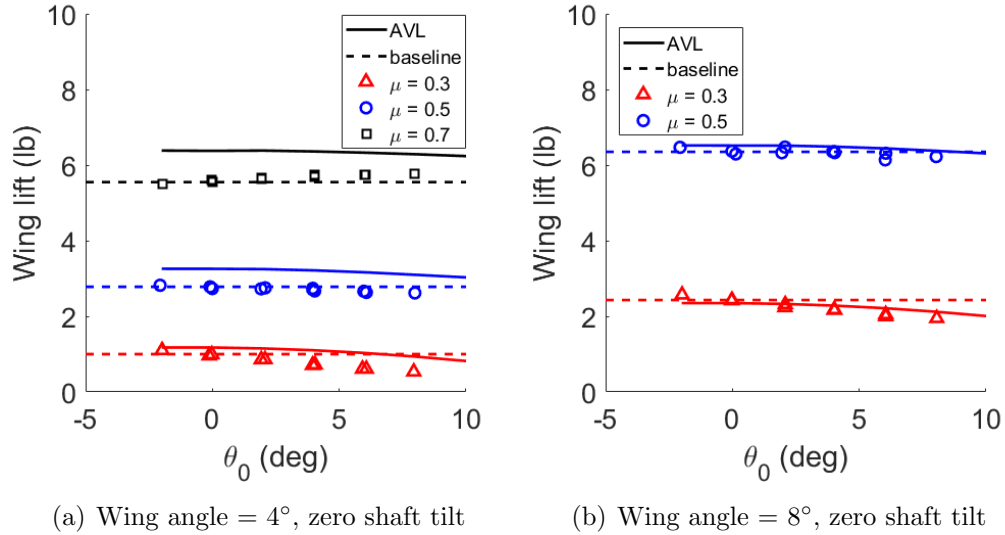 10
8
6
4
2
0
Wing lift (lb)
AVL
baseline
μ = 0.3
μ = 0.5
μ = 0.7
-5
0
5
10
θ0 (deg)
(a) Wing angle = 4°, zero shaft tilt
10
8
6
4
2
0
Wing lift (lb)
AVL
baseline
μ = 0.3
μ = 0.5
-5
0
5
10
θ0 (deg)
(b) Wing angle = 8°, zero shaft tilt